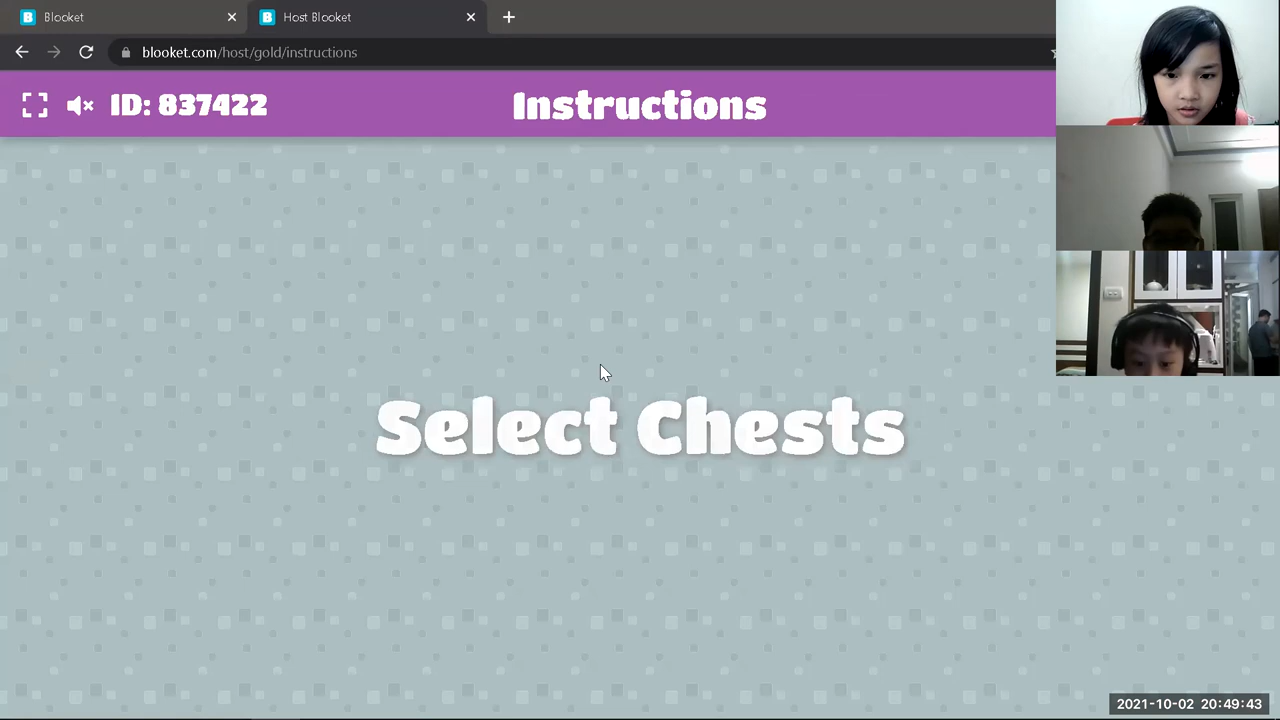 Blooket
Host Blooket
blooket.com/host/gold/instructions
ID: 837422
Instructions
Select Chests
2021-10-02 20:49:43